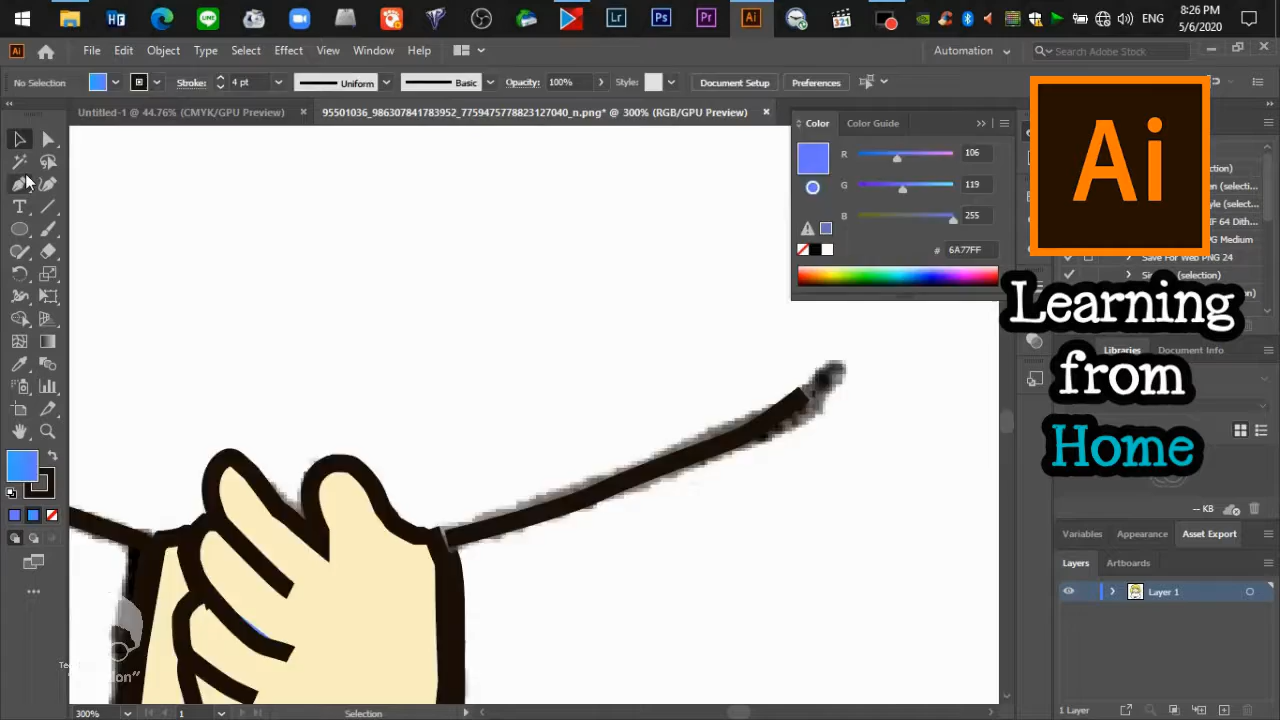 8:26 PM
ENG
5/6/2020
File Edit Object Type Select Effect View Window Help
Automation
Search Adobe Stock
No Selection
Stroke: 4 pt
Uniform
Basic
Opacity: 100%
Style:
Document Setup
Preferences
Untitled-1 @ 44.76% (CMYK/GPU Preview)
95501036_986307841783952_7759475778823127040_n.png* @ 300% (RGB/GPU Preview)
Color
Color Guide
R 106
G 119
B 255
# 6A77FF
Ai
Learning
from
Home
Save For Web PNG 24
Libraries
Document Info
-- KB
Variables
Appearance
Asset Export
Layers
Artboards
Layer 1
300%
1
Selection
1 Layer